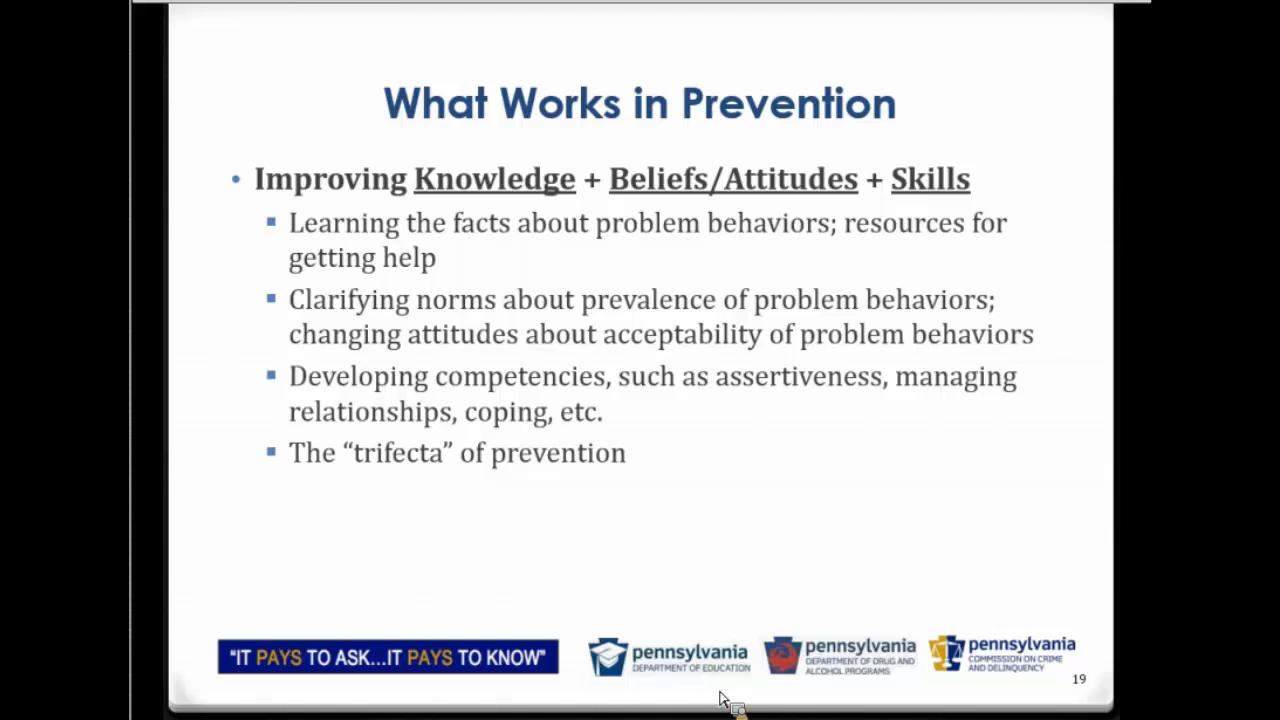 What Works in Prevention
• Improving Knowledge + Beliefs/Attitudes + Skills
▪ Learning the facts about problem behaviors; resources for
getting help
▪ Clarifying norms about prevalence of problem behaviors;
changing attitudes about acceptability of problem behaviors
▪ Developing competencies, such as assertiveness, managing
relationships, coping, etc.
▪ The “trifecta” of prevention
“IT PAYS TO ASK...IT PAYS TO KNOW”
pennsylvania
DEPARTMENT OF EDUCATION
pennsylvania
DEPARTMENT OF DRUG AND
ALCOHOL PROGRAMS
pennsylvania
COMMISSION ON CRIME
AND DELINQUENCY
19